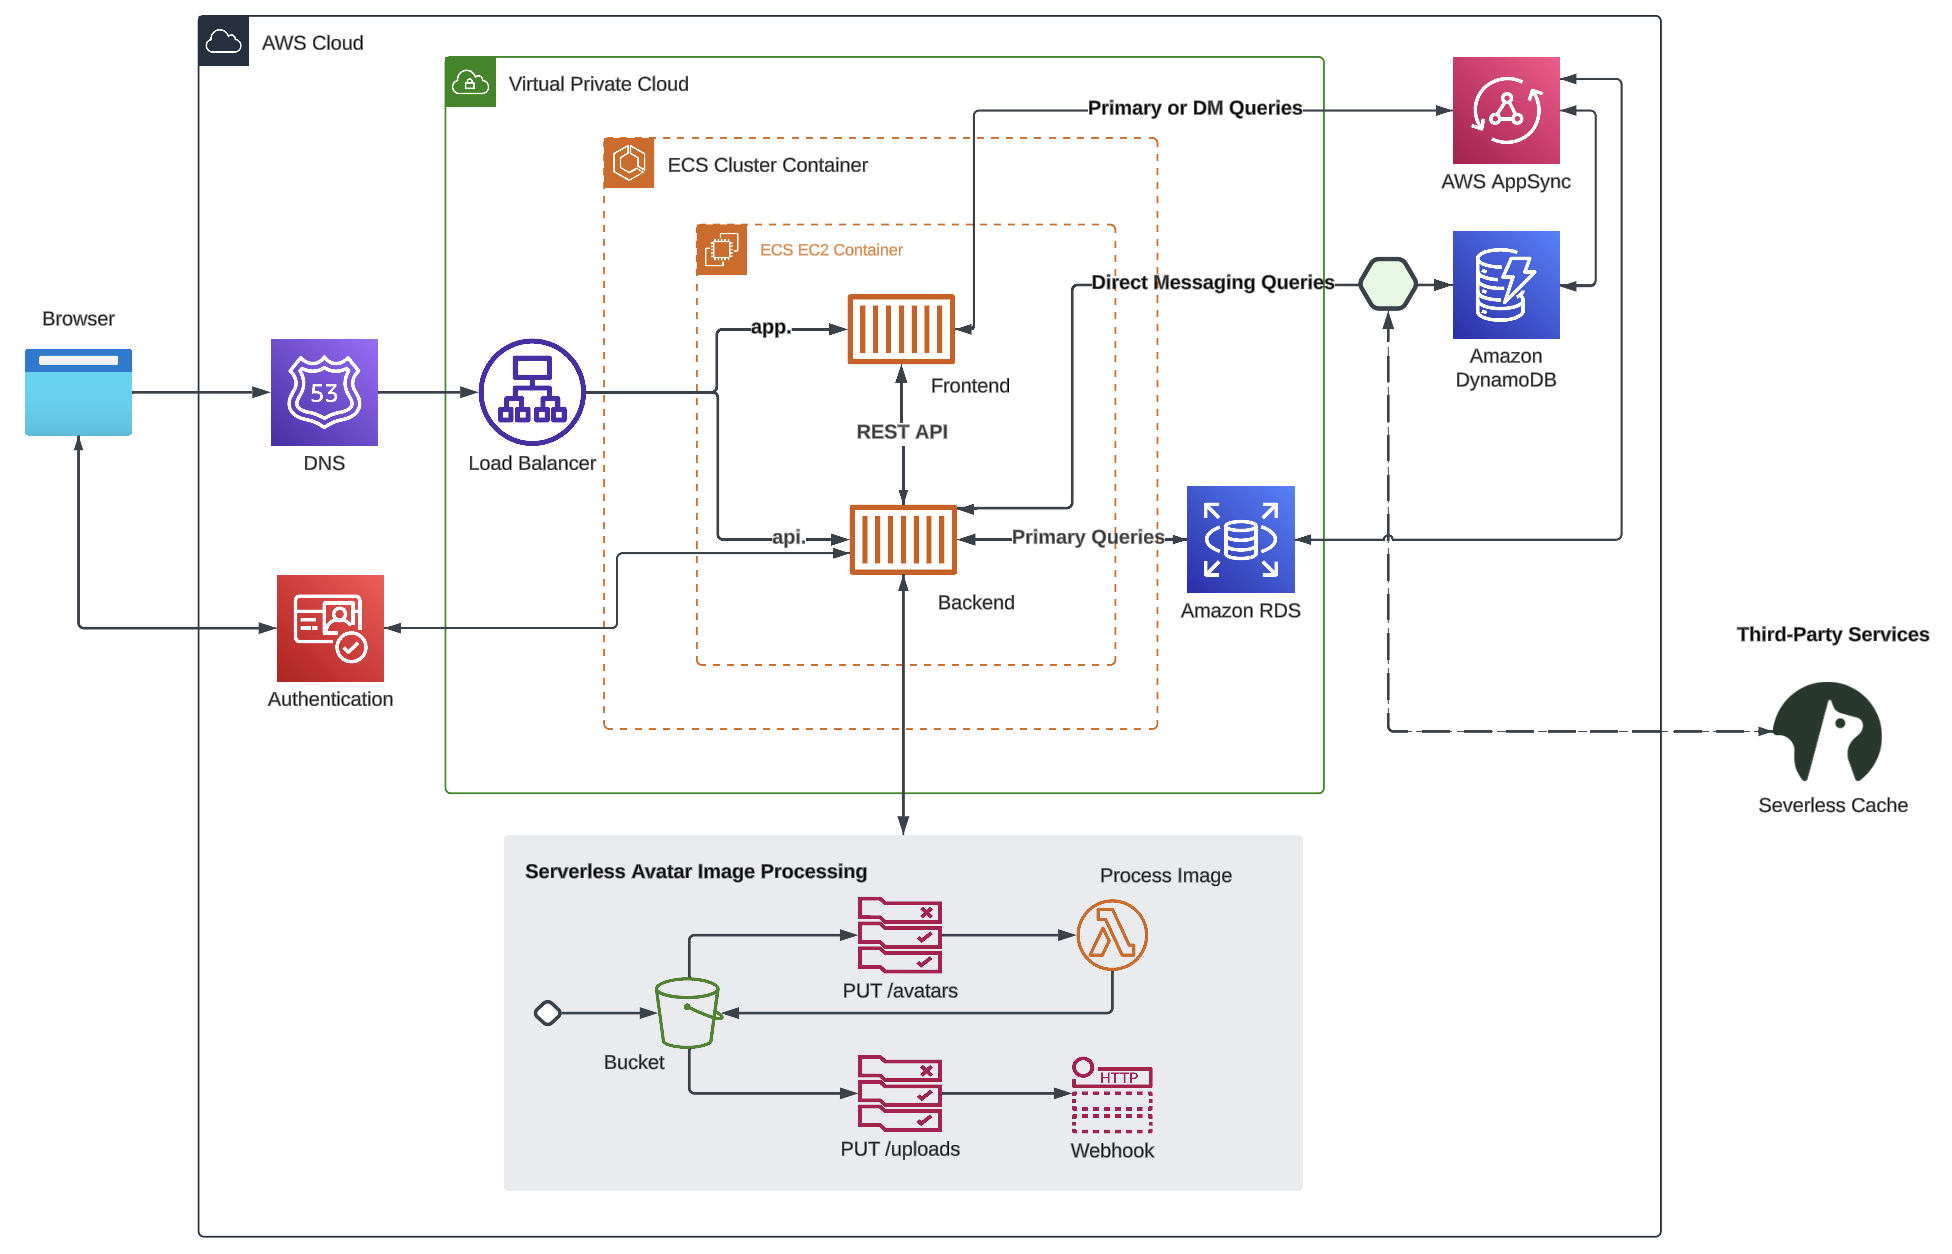 AWS Cloud
Virtual Private Cloud
Primary or DM Queries
ECS Cluster Container
AWS AppSync
ECS EC2 Container
Direct Messaging Queries
Browser
app.
Amazon
DynamoDB
53
Frontend
REST API
DNS
Load Balancer
api.
Primary Queries
Backend
Amazon RDS
Third-Party Services
Authentication
Severless Cache
Serverless Avatar Image Processing
Process Image
PUT /avatars
Bucket
HTTP
PUT /uploads
Webhook